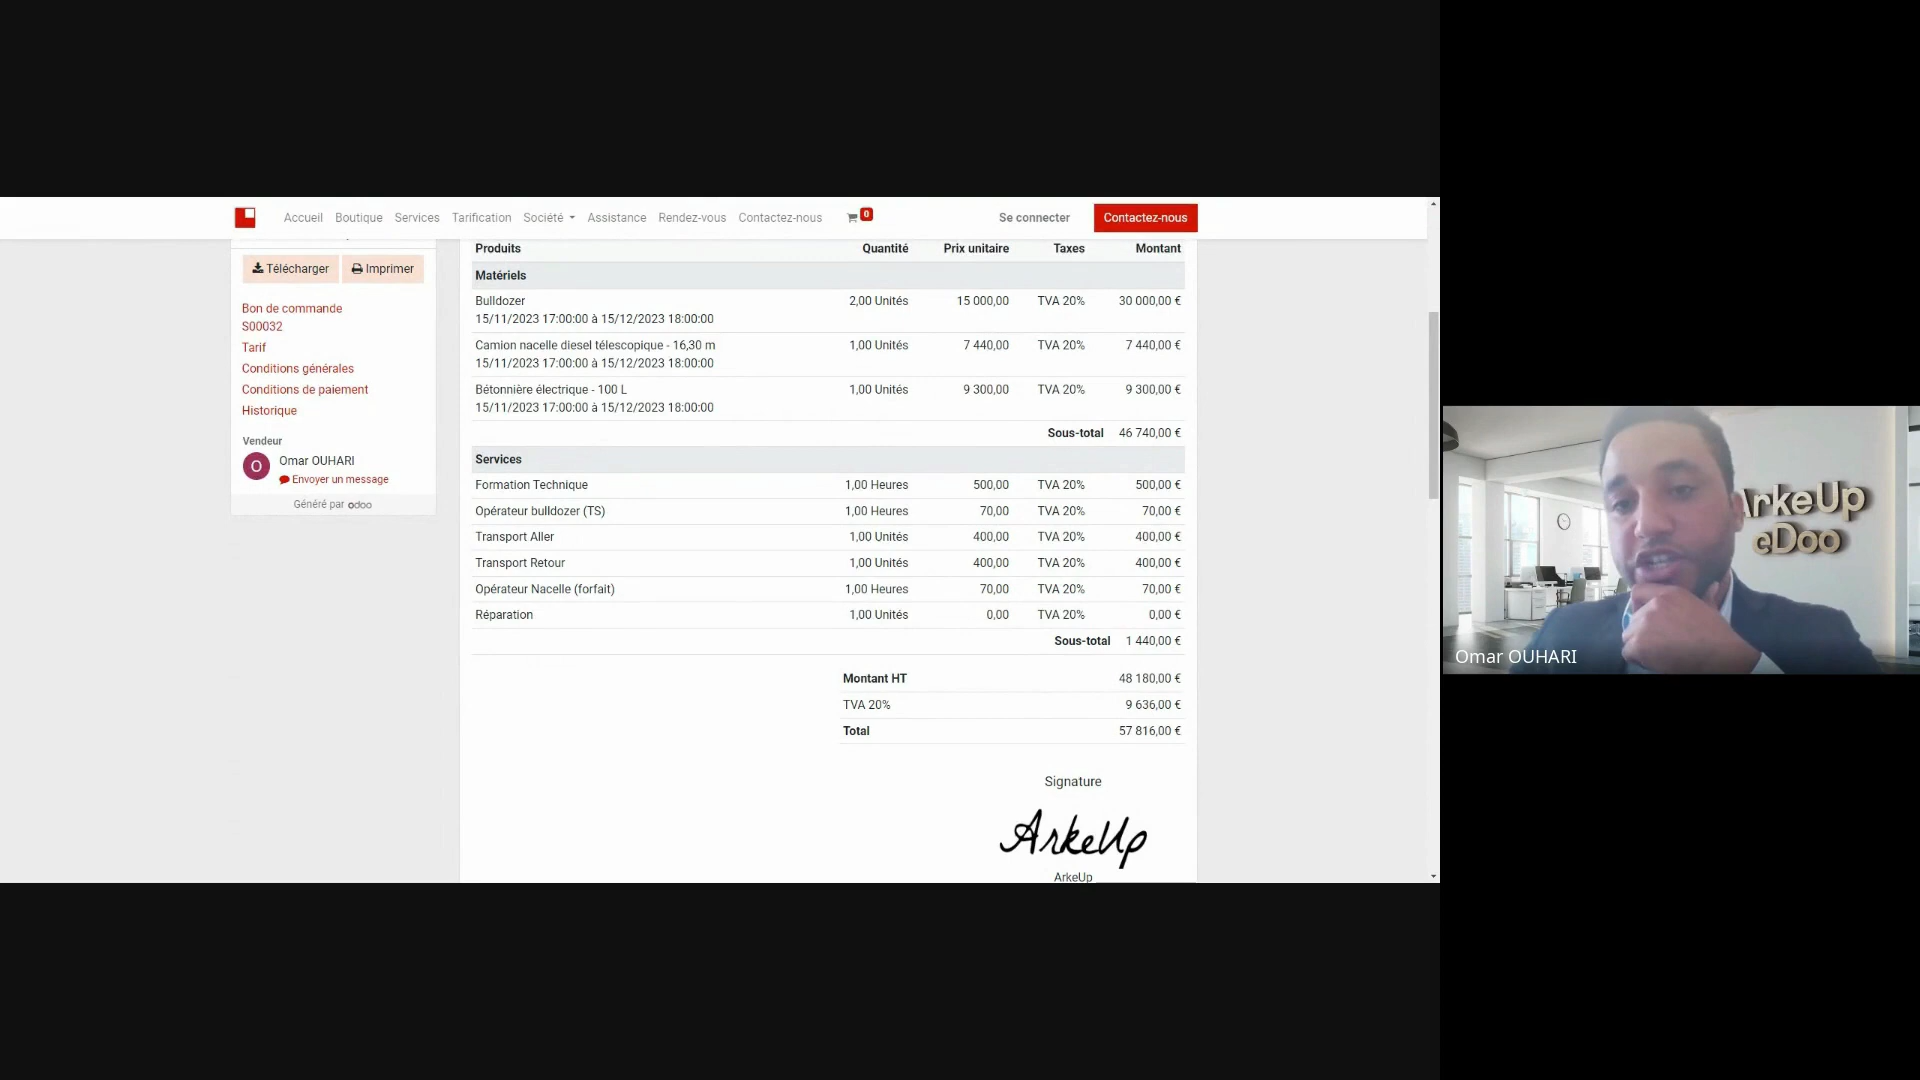 Accueil Boutique Services Tarification Société Assistance Rendez-vous Contactez-nous 0 Se connecter Contactez-nous
Télécharger Imprimer
Bon de commande
S00032
Tarif
Conditions générales
Conditions de paiement
Historique
Vendeur
O Omar OUHARI
Envoyer un message
Généré par odoo
Produits Quantité Prix unitaire Taxes Montant
Matériels
Bulldozer 2,00 Unités 15 000,00 TVA 20% 30 000,00 €
15/11/2023 17:00:00 à 15/12/2023 18:00:00
Camion nacelle diesel télescopique - 16,30 m 1,00 Unités 7 440,00 TVA 20% 7 440,00 €
15/11/2023 17:00:00 à 15/12/2023 18:00:00
Bétonnière électrique - 100 L 1,00 Unités 9 300,00 TVA 20% 9 300,00 €
15/11/2023 17:00:00 à 15/12/2023 18:00:00
Sous-total 46 740,00 €
Services
Formation Technique 1,00 Heures 500,00 TVA 20% 500,00 €
Opérateur bulldozer (TS) 1,00 Heures 70,00 TVA 20% 70,00 €
Transport Aller 1,00 Unités 400,00 TVA 20% 400,00 €
Transport Retour 1,00 Unités 400,00 TVA 20% 400,00 €
Opérateur Nacelle (forfait) 1,00 Heures 70,00 TVA 20% 70,00 €
Réparation 1,00 Unités 0,00 TVA 20% 0,00 €
Sous-total 1 440,00 €
Montant HT 48 180,00 €
TVA 20% 9 636,00 €
Total 57 816,00 €
Signature
ArkeUp
ArkeUp
ArkeUp
eDoo
Omar OUHARI